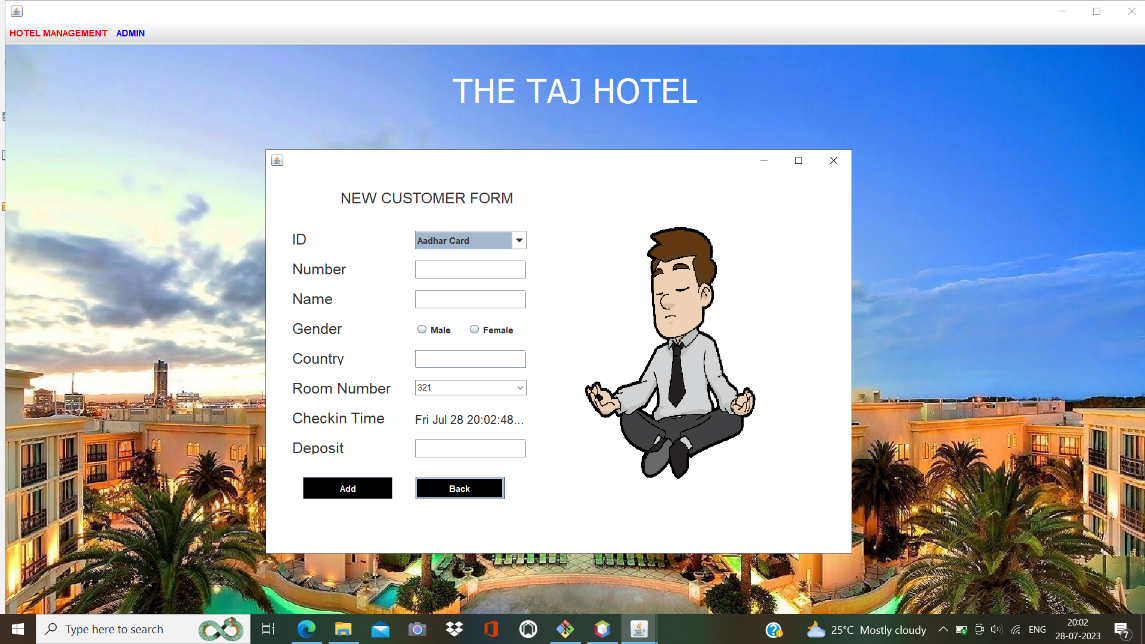 HOTEL MANAGEMENT ADMIN
THE TAJ HOTEL
NEW CUSTOMER FORM
ID Aadhar Card
Number
Name
Gender Male Female
Country
Room Number 321
Checkin Time Fri Jul 28 20:02:48...
Deposit
Add Back
Type here to search
25°C Mostly cloudy
ENG
20:02
28-07-2023